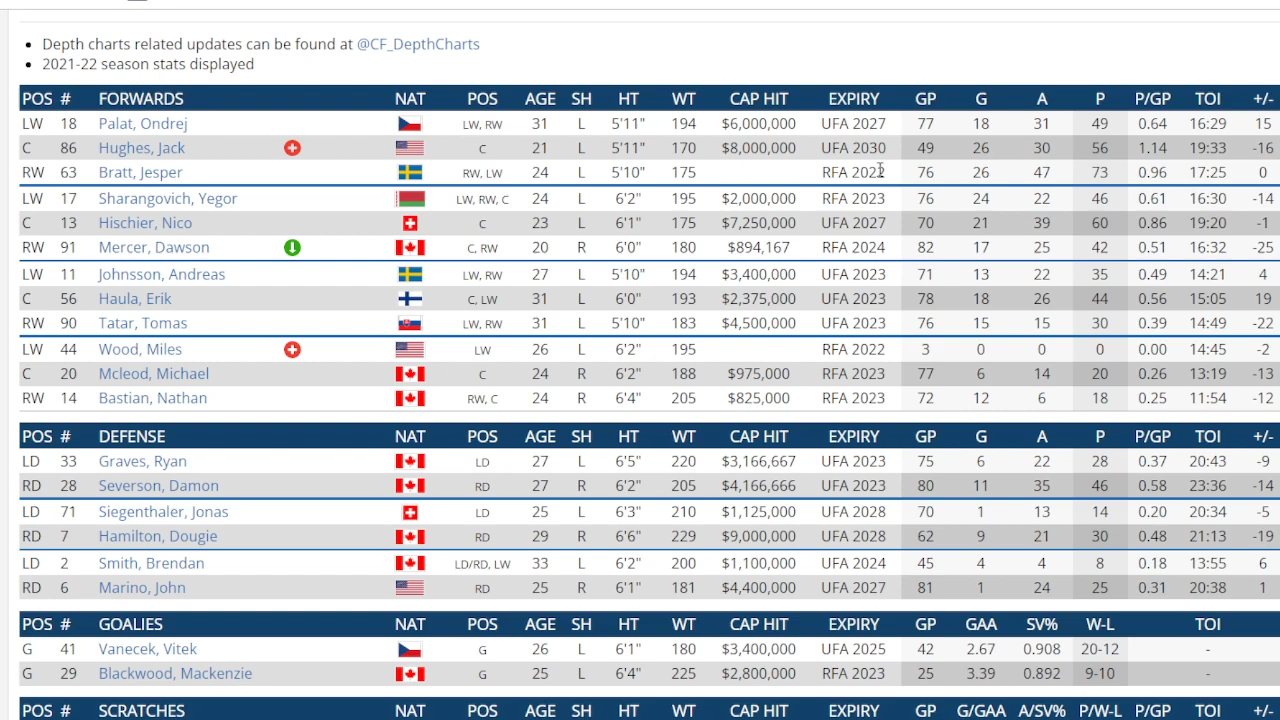 Depth charts related updates can be found at @CF_DepthCharts
2021-22 season stats displayed
POS # FORWARDS NAT POS AGE SH HT WT CAP HIT EXPIRY GP G A P P/GP TOI +/-
LW 18 Palat, Ondrej LW, RW 31 L 5'11" 194 $6,000,000 UFA 2027 77 18 31 49 0.64 16:29 15
C 86 Hughes, Jack C 21 L 5'11" 170 $8,000,000 UFA 2030 49 26 30 56 1.14 19:33 -16
RW 63 Bratt, Jesper RW, LW 24 L 5'10" 175 RFA 2022 76 26 47 73 0.96 17:25 0
LW 17 Sharangovich, Yegor LW, RW, C 24 L 6'2" 195 $2,000,000 RFA 2023 76 24 22 46 0.61 16:30 -14
C 13 Hischier, Nico C 23 L 6'1" 175 $7,250,000 UFA 2027 70 21 39 60 0.86 19:20 -1
RW 91 Mercer, Dawson C, RW 20 R 6'0" 180 $894,167 RFA 2024 82 17 25 42 0.51 16:32 -25
LW 11 Johnsson, Andreas LW, RW 27 L 5'10" 194 $3,400,000 UFA 2023 71 13 22 35 0.49 14:21 4
C 56 Haula, Erik C, LW 31 L 6'0" 193 $2,375,000 UFA 2023 78 18 26 44 0.56 15:05 19
RW 90 Tatar, Tomas LW, RW 31 L 5'10" 183 $4,500,000 UFA 2023 76 15 15 30 0.39 14:49 -22
LW 44 Wood, Miles LW 26 L 6'2" 195 RFA 2022 3 0 0 0 0.00 14:45 -2
C 20 Mcleod, Michael C 24 R 6'2" 188 $975,000 RFA 2023 77 6 14 20 0.26 13:19 -13
RW 14 Bastian, Nathan RW, C 24 R 6'4" 205 $825,000 RFA 2023 72 12 6 18 0.25 11:54 -12
POS # DEFENSE NAT POS AGE SH HT WT CAP HIT EXPIRY GP G A P P/GP TOI +/-
LD 33 Graves, Ryan LD 27 L 6'5" 220 $3,166,667 UFA 2023 75 6 22 28 0.37 20:43 -9
RD 28 Severson, Damon RD 27 R 6'2" 205 $4,166,666 UFA 2023 80 11 35 46 0.58 23:36 -14
LD 71 Siegenthaler, Jonas LD 25 L 6'3" 210 $1,125,000 UFA 2028 70 1 13 14 0.20 20:34 -5
RD 7 Hamilton, Dougie RD 29 R 6'6" 229 $9,000,000 UFA 2028 62 9 21 30 0.48 21:13 -19
LD 2 Smith, Brendan LD/RD, LW 33 L 6'2" 200 $1,100,000 UFA 2024 45 4 4 8 0.18 13:55 6
RD 6 Marino, John RD 25 R 6'1" 181 $4,400,000 UFA 2027 81 1 24 25 0.31 20:38 1
POS # GOALIES NAT POS AGE SH HT WT CAP HIT EXPIRY GP GAA SV% W-L TOI
G 41 Vanecek, Vitek G 26 L 6'1" 180 $3,400,000 UFA 2025 42 2.67 0.908 20-12 -
G 29 Blackwood, Mackenzie G 25 L 6'4" 225 $2,800,000 RFA 2023 25 3.39 0.892 9-10 -
POS # SCRATCHES NAT POS AGE SH HT WT CAP HIT EXPIRY GP G/GAA A/SV% P/W-L P/GP TOI +/-